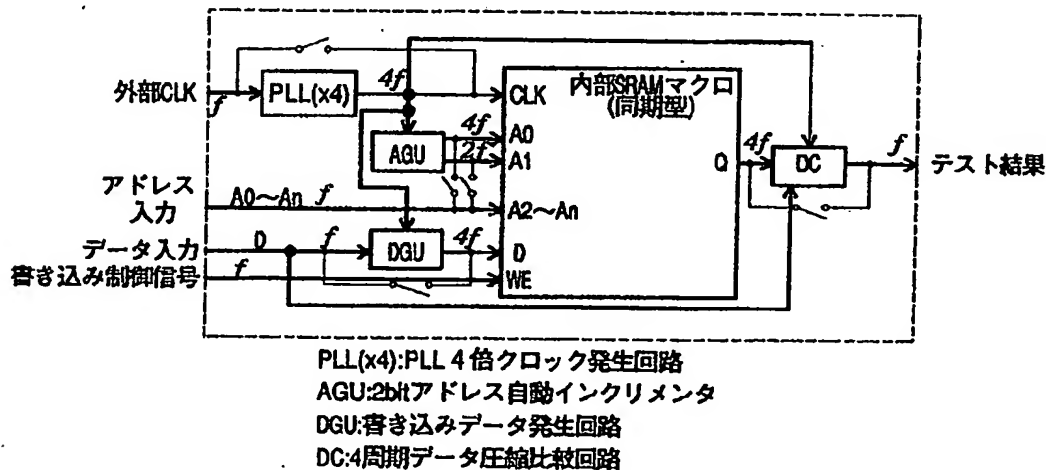 外部CLK
f
PLL(x4)
4f
CLK
内部SRAMマクロ
(同期型)
AGU
4f
A0
2f
A1
Q
4f
DC
f
テスト結果
アドレス
入力
A0～An f
A2～An
データ入力
D
f
DGU
4f
D
書き込み制御信号
f
WE
PLL(x4):PLL 4 倍クロック発生回路
AGU:2bitアドレス自動インクリメンタ
DGU:書き込みデータ発生回路
DC:4周期データ圧縮比較回路